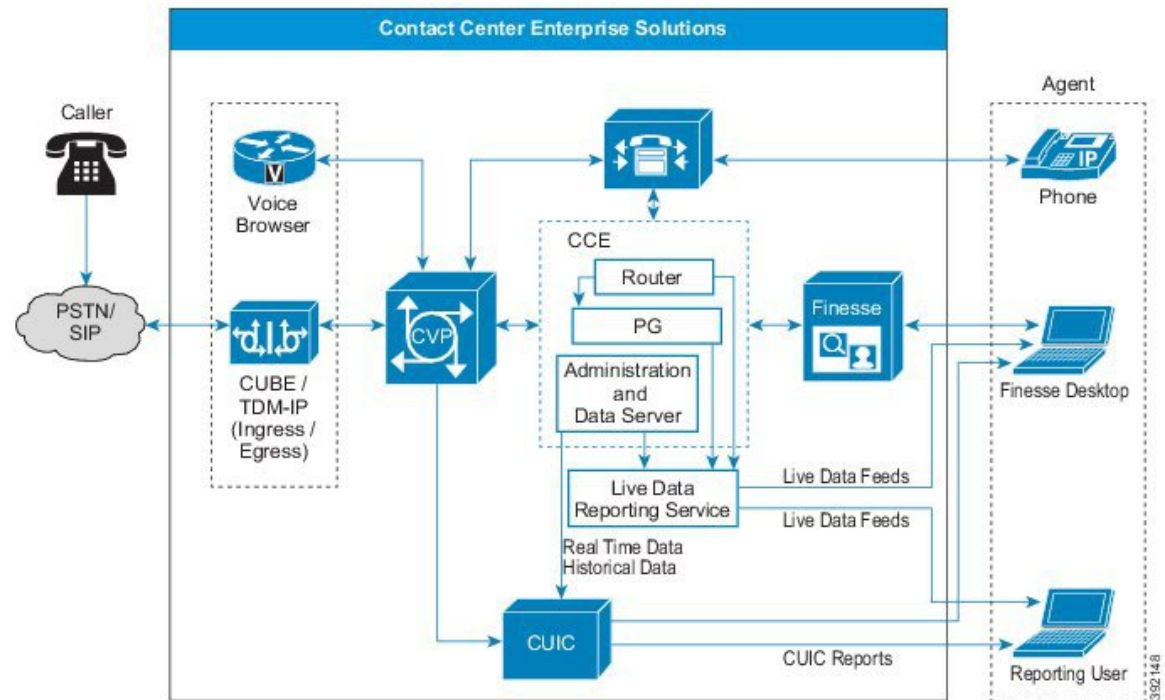 Contact Center Enterprise Solutions
Caller
Agent
V
Voice
Browser
IP
Phone
CCE
Router
PG
Administration
and
Data Server
PSTN/
SIP
CUBE /
TDM-IP
(Ingress /
Egress)
CVP
Finesse
Finesse Desktop
Live Data
Reporting Service
Live Data Feeds
Live Data Feeds
Real Time Data
Historical Data
CUIC
CUIC Reports
Reporting User